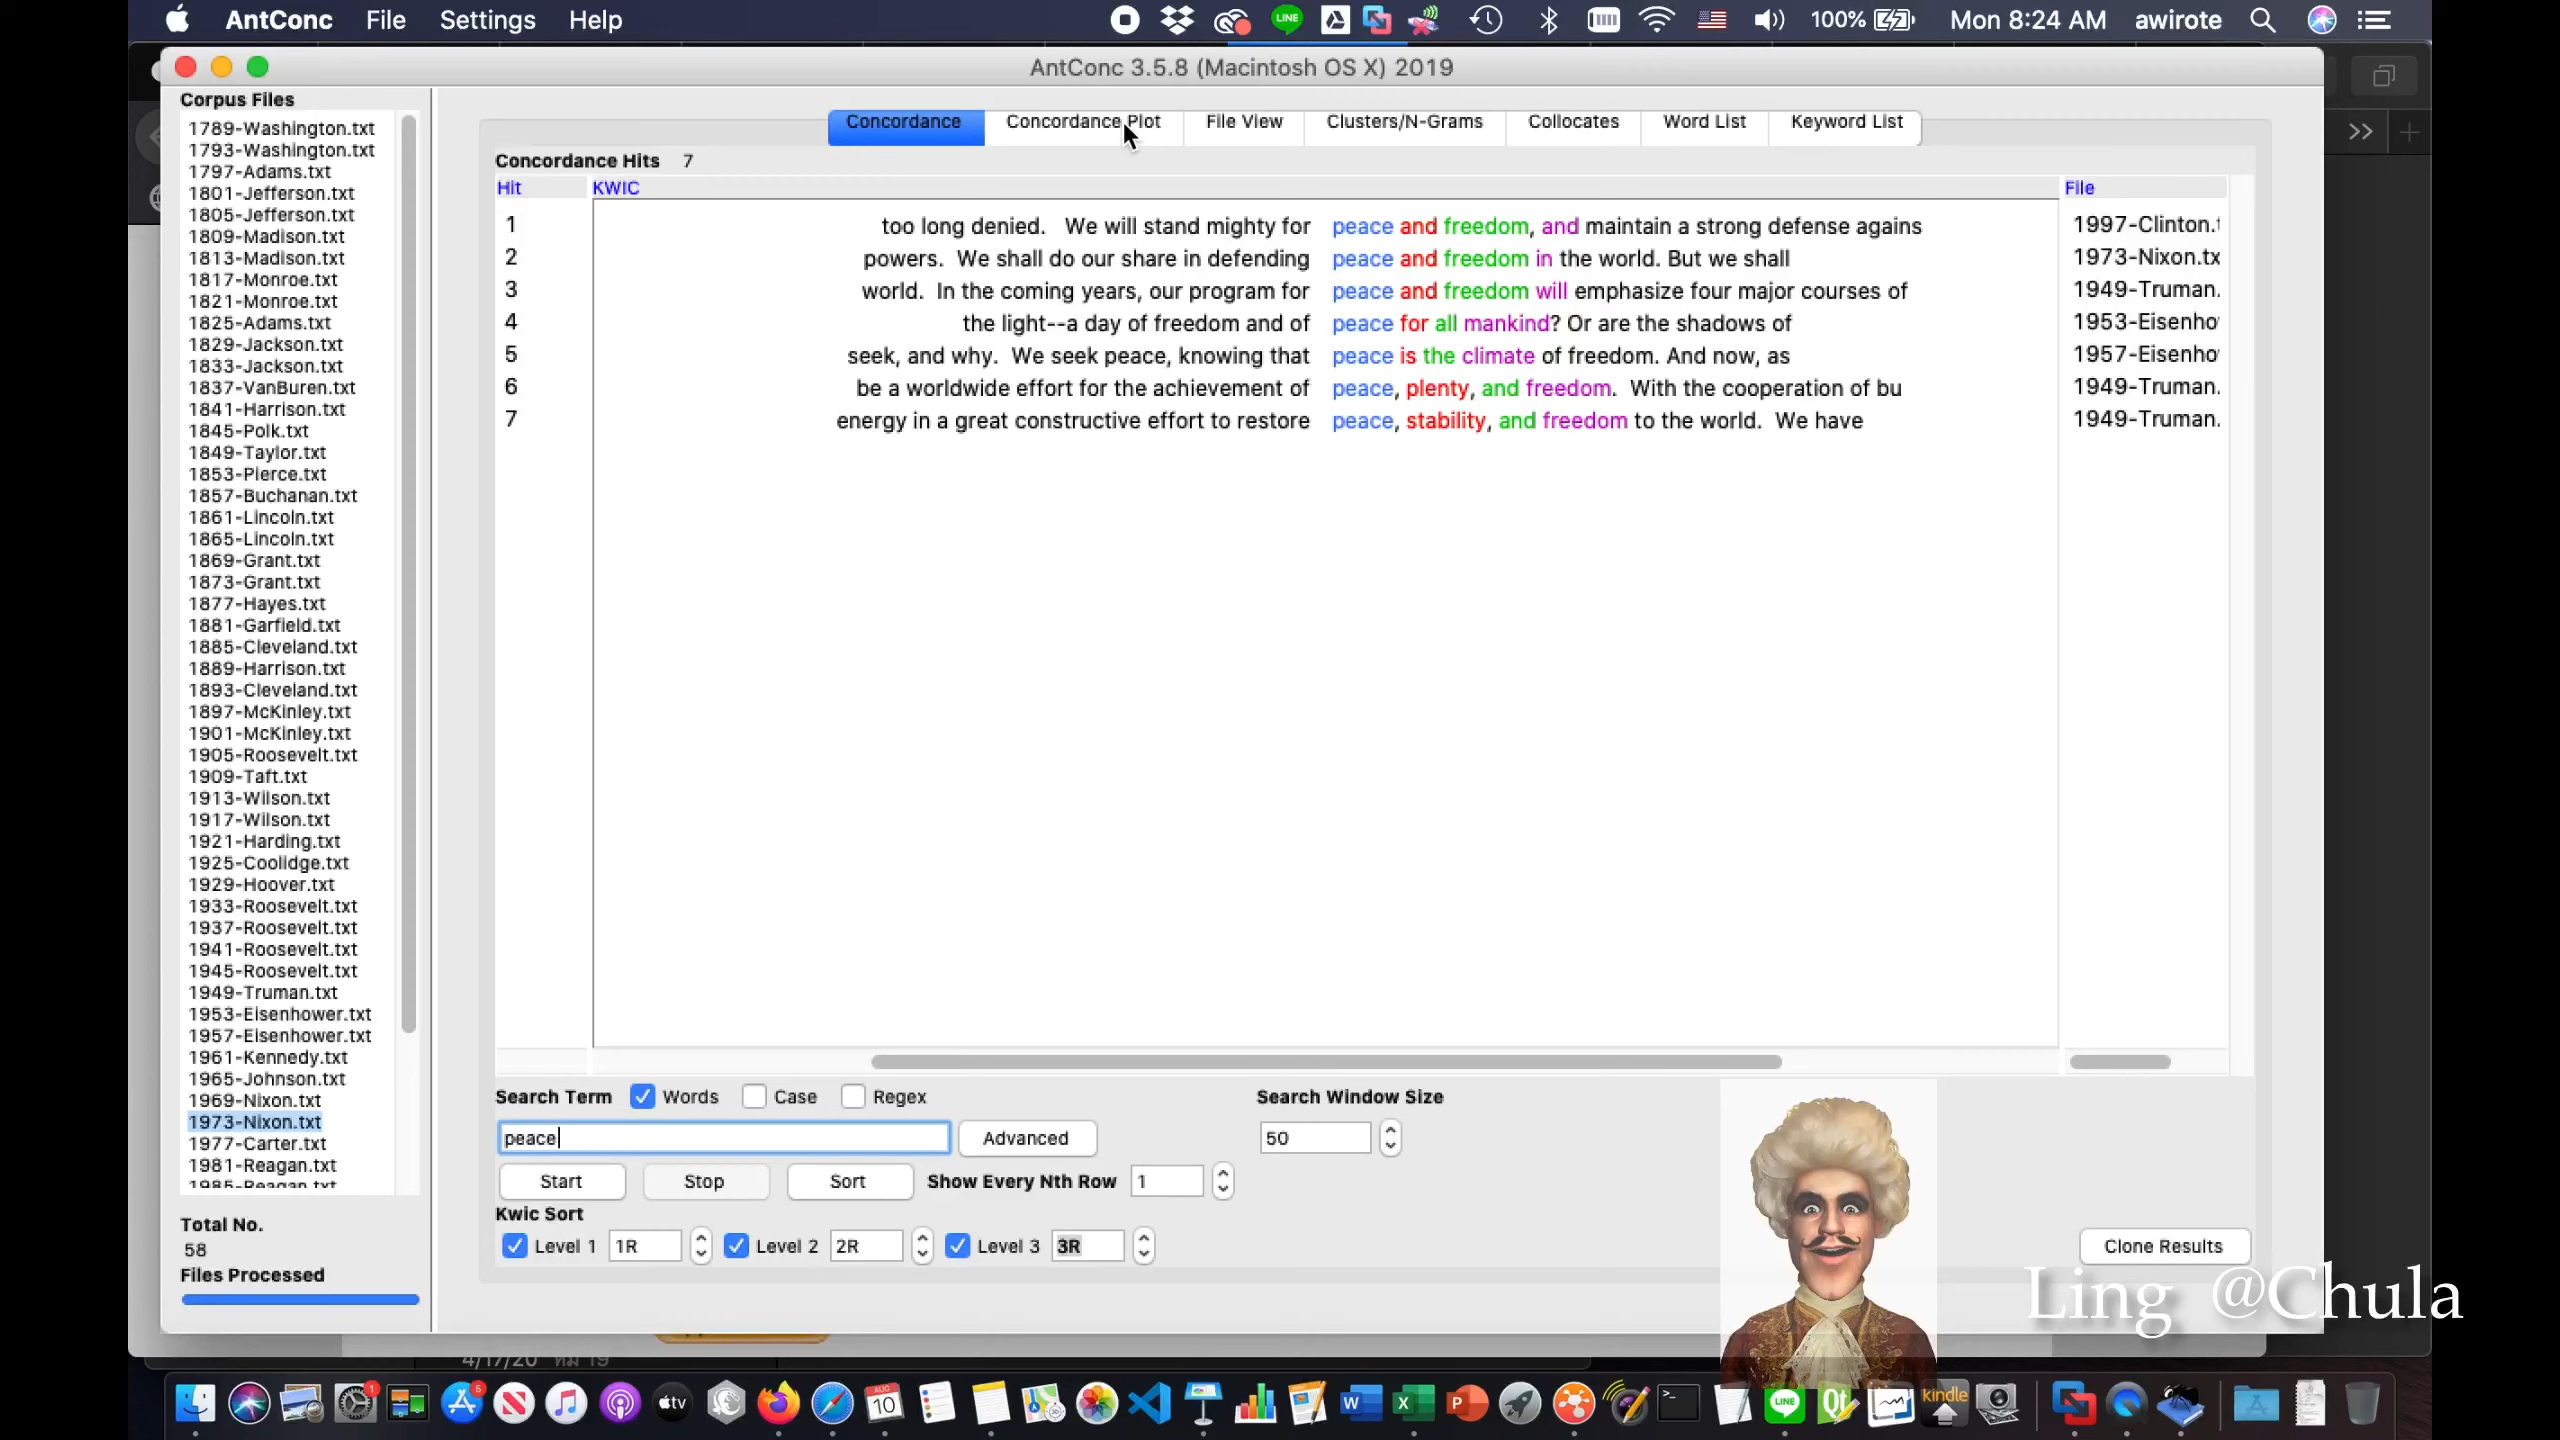 AntConc File Settings Help
LINE
100% Mon 8:24 AM awirote
AntConc 3.5.8 (Macintosh OS X) 2019
Corpus Files
1789-Washington.txt
1793-Washington.txt
1797-Adams.txt
1801-Jefferson.txt
1805-Jefferson.txt
1809-Madison.txt
1813-Madison.txt
1817-Monroe.txt
1821-Monroe.txt
1825-Adams.txt
1829-Jackson.txt
1833-Jackson.txt
1837-VanBuren.txt
1841-Harrison.txt
1845-Polk.txt
1849-Taylor.txt
1853-Pierce.txt
1857-Buchanan.txt
1861-Lincoln.txt
1865-Lincoln.txt
1869-Grant.txt
1873-Grant.txt
1877-Hayes.txt
1881-Garfield.txt
1885-Cleveland.txt
1889-Harrison.txt
1893-Cleveland.txt
1897-McKinley.txt
1901-McKinley.txt
1905-Roosevelt.txt
1909-Taft.txt
1913-Wilson.txt
1917-Wilson.txt
1921-Harding.txt
1925-Coolidge.txt
1929-Hoover.txt
1933-Roosevelt.txt
1937-Roosevelt.txt
1941-Roosevelt.txt
1945-Roosevelt.txt
1949-Truman.txt
1953-Eisenhower.txt
1957-Eisenhower.txt
1961-Kennedy.txt
1965-Johnson.txt
1969-Nixon.txt
1973-Nixon.txt
1977-Carter.txt
1981-Reagan.txt
1985-Reagan.txt
Total No.
58
Files Processed
Concordance Concordance Plot File View Clusters/N-Grams Collocates Word List Keyword List
Concordance Hits 7
Hit KWIC File
1 too long denied. We will stand mighty for peace and freedom, and maintain a strong defense agains 1997-Clinton.t
2 powers. We shall do our share in defending peace and freedom in the world. But we shall 1973-Nixon.tx
3 world. In the coming years, our program for peace and freedom will emphasize four major courses of 1949-Truman.
4 the light--a day of freedom and of peace for all mankind? Or are the shadows of 1953-Eisenho
5 seek, and why. We seek peace, knowing that peace is the climate of freedom. And now, as 1957-Eisenho
6 be a worldwide effort for the achievement of peace, plenty, and freedom. With the cooperation of bu 1949-Truman.
7 energy in a great constructive effort to restore peace, stability, and freedom to the world. We have 1949-Truman.
Search Term Words Case Regex Search Window Size
peace Advanced 50
Start Stop Sort Show Every Nth Row 1
Kwic Sort
Level 1 1R Level 2 2R Level 3 3R Clone Results
Ling @Chula
4/17/20
1 5 tv AUG 10 W X P LINE Qt kindle